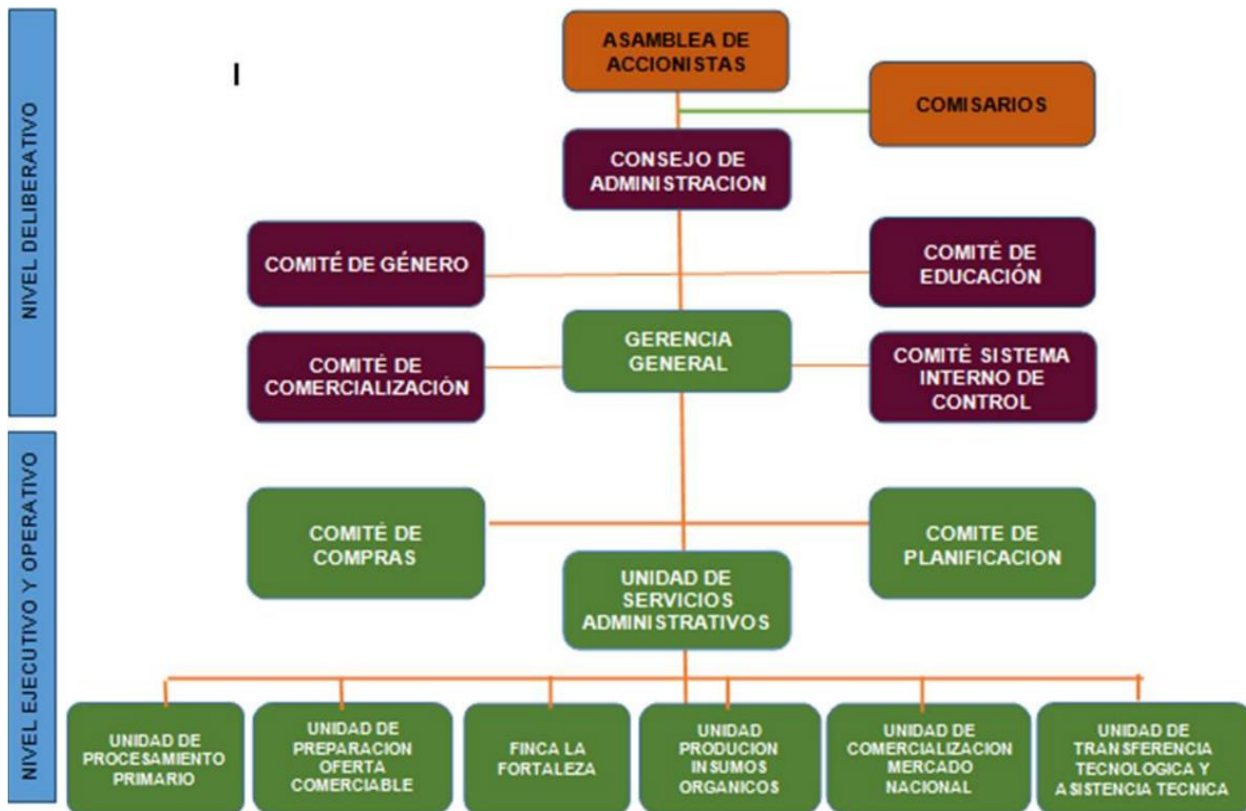 NIVEL DELIBERATIVO
I
ASAMBLEA DE
ACCIONISTAS
COMISARIOS
CONSEJO DE
ADMINISTRACION
COMITÉ DE GÉNERO
COMITÉ DE
EDUCACIÓN
GERENCIA
GENERAL
COMITÉ DE
COMERCIALIZACIÓN
COMITÉ SISTEMA
INTERNO DE
CONTROL
NIVEL EJECUTIVO Y OPERATIVO
COMITÉ DE
COMPRAS
COMITE DE
PLANIFICACION
UNIDAD DE
SERVICIOS
ADMINISTRATIVOS
UNIDAD DE
PROCESAMIENTO
PRIMARIO
UNIDAD DE
PREPARACION
OFERTA
COMERCIABLE
FINCA LA
FORTALEZA
UNIDAD
PRODUCION
INSUMOS
ORGANICOS
UNIDAD DE
COMERCIALIZACION
MERCADO
NACIONAL
UNIDAD DE
TRANSFERENCIA
TECNOLOGICA Y
ASISTENCIA TECNICA